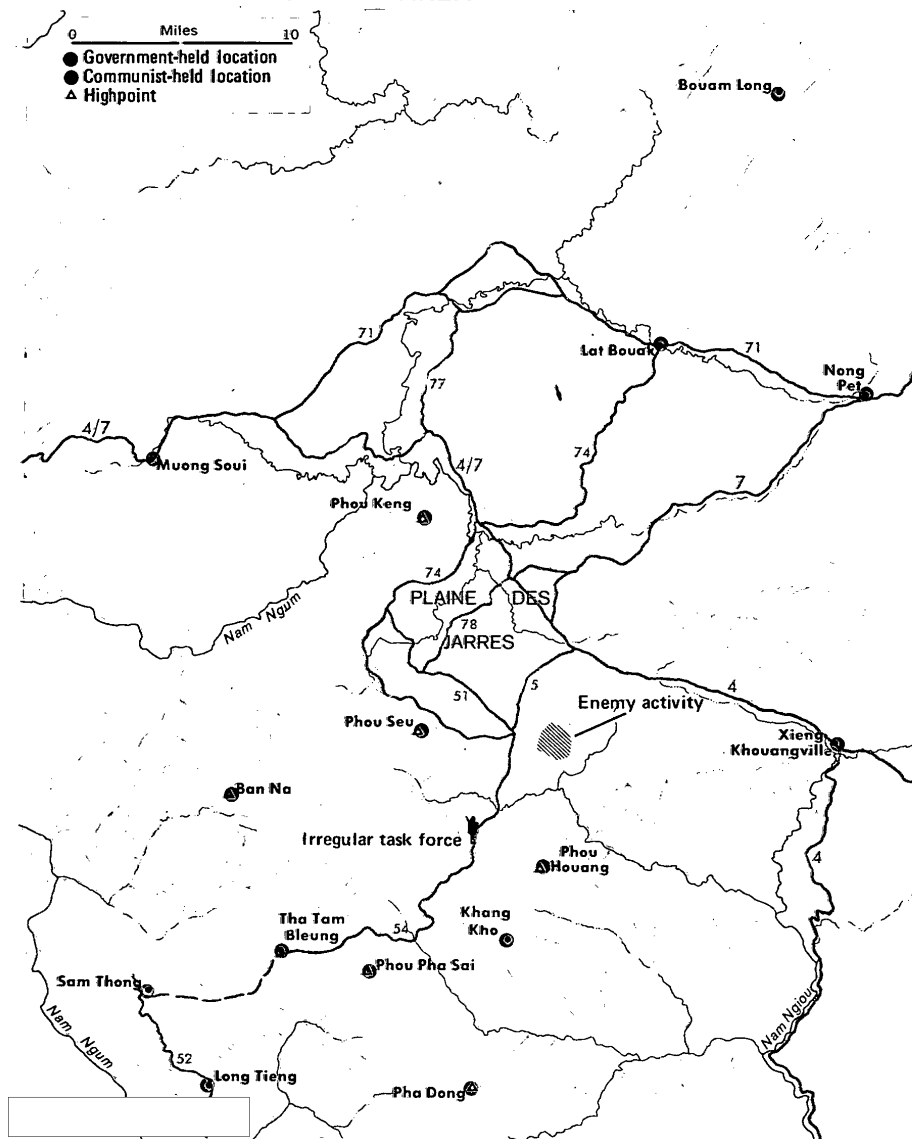 0 Miles 10
Government-held location
Communist-held location
Highpoint
Bouam Long
71
Lat Bouak
71
Nong
Pet
77
4/7
Muong Soui
4/7
74
7
Phou Keng
74
PLAINE DES
Nam Ngum
78
JARRES
51
5
4
Enemy activity
Phou Seu
Xieng
Khouangville
Ban Na
Irregular task force
Phou
Houang
4
Khang
Kho
Tha Tam
Bleung
54
Phou Pha Sai
Sam Thong
Nam Ngum
Nam Ngiou
52
Long Tieng
Pha Dong